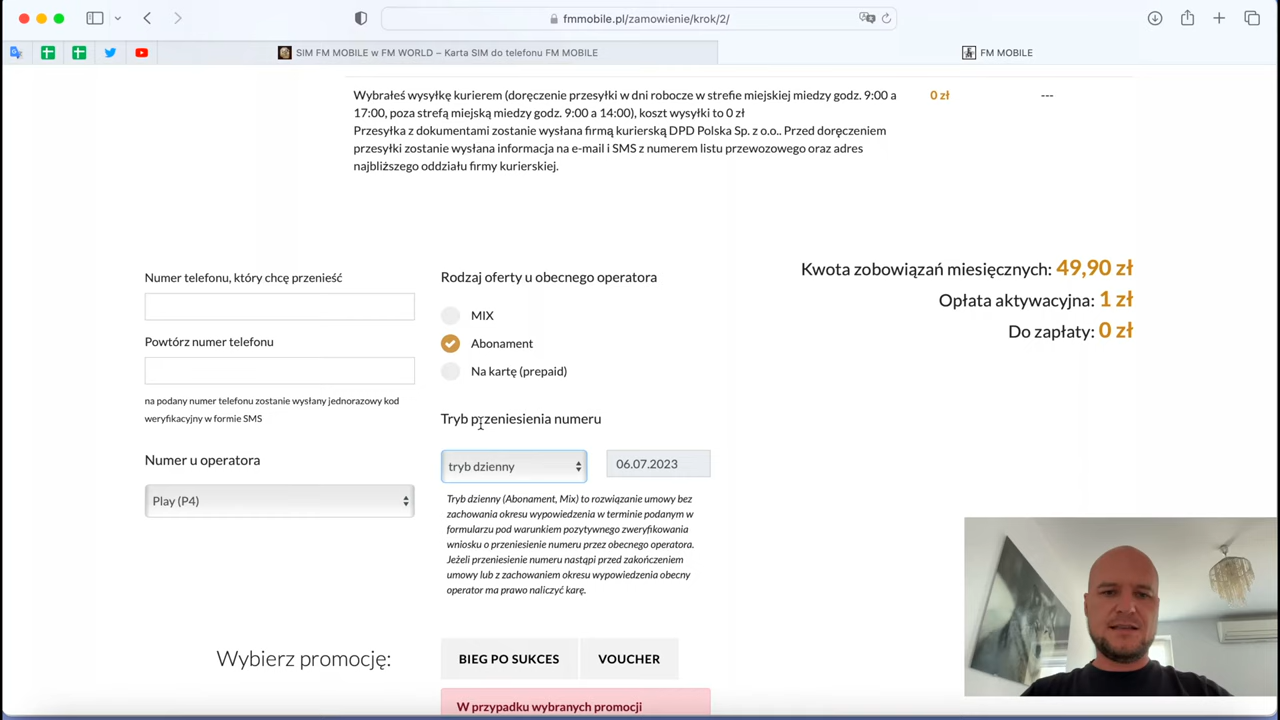 fmmobile.pl/zamowienie/krok/2/
SIM FM MOBILE w FM WORLD – Karta SIM do telefonu FM MOBILE
FM MOBILE
Wybrałeś wysyłkę kurierem (doręczenie przesyłki w dni robocze w strefie miejskiej miedzy godz. 9:00 a
17:00, poza strefą miejską miedzy godz. 9:00 a 14:00), koszt wysyłki to 0 zł
0 zł
---
Przesyłka z dokumentami zostanie wysłana firmą kurierską DPD Polska Sp. z o.o.. Przed doręczeniem
przesyłki zostanie wysłana informacja na e-mail i SMS z numerem listu przewozowego oraz adres
najbliższego oddziału firmy kurierskiej.
Numer telefonu, który chcę przenieść
Powtórz numer telefonu
na podany numer telefonu zostanie wysłany jednorazowy kod
weryfikacyjny w formie SMS
Numer u operatora
Play (P4)
Rodzaj oferty u obecnego operatora
MIX
Abonament
Na kartę (prepaid)
Tryb przeniesienia numeru
tryb dzienny
06.07.2023
Tryb dzienny (Abonament, Mix) to rozwiązanie umowy bez
zachowania okresu wypowiedzenia w terminie podanym w
formularzu pod warunkiem pozytywnego zweryfikowania
wniosku o przeniesienie numeru przez obecnego operatora.
Jeżeli przeniesienie numeru nastąpi przed zakończeniem
umowy lub z zachowaniem okresu wypowiedzenia obecny
operator ma prawo naliczyć karę.
Kwota zobowiązań miesięcznych: 49,90 zł
Opłata aktywacyjna: 1 zł
Do zapłaty: 0 zł
Wybierz promocję:
BIEG PO SUKCES
VOUCHER
W przypadku wybranych promocji